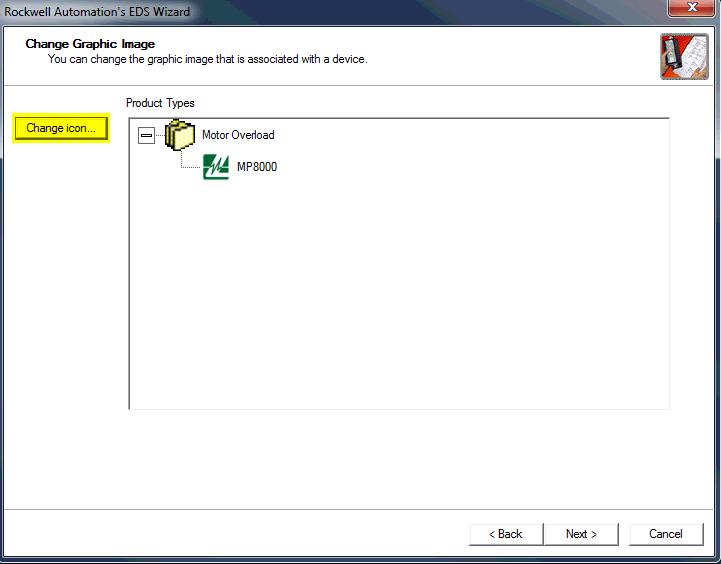 Rockwell Automation's EDS Wizard
Change Graphic Image
You can change the graphic image that is associated with a device.
Product Types
Change icon...
Motor Overload
MP8000
< Back
Next >
Cancel